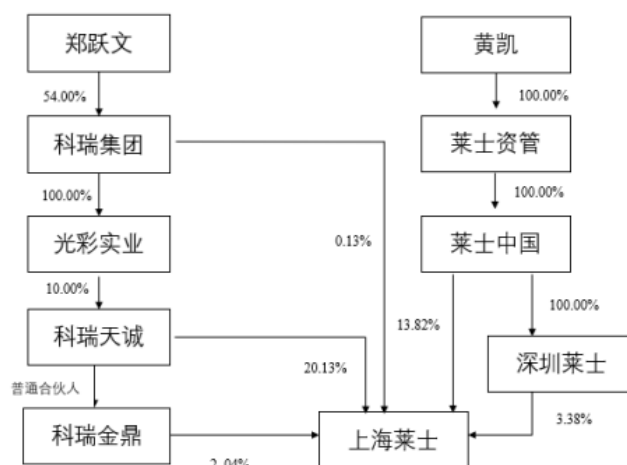 郑跃文
黄凯
54.00%
100.00%
科瑞集团
莱士资管
100.00%
100.00%
光彩实业
0.13%
莱士中国
10.00%
100.00%
科瑞天诚
13.82%
20.13%
深圳莱士
普通合伙人
3.38%
科瑞金鼎
上海莱士
2.04%